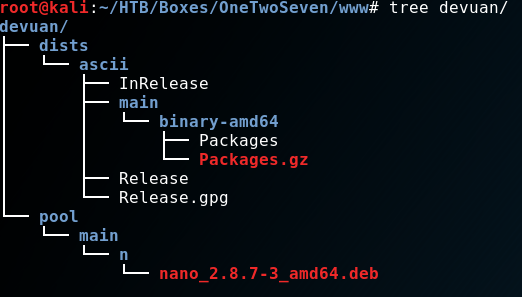 root@kali:~/HTB/Boxes/OneTwoSeven/www# tree devuan/
devuan/
├── dists
│   └── ascii
│       ├── InRelease
│       ├── main
│       │   └── binary-amd64
│       │       ├── Packages
│       │       └── Packages.gz
│       ├── Release
│       └── Release.gpg
└── pool
    └── main
        └── n
            └── nano_2.8.7-3_amd64.deb